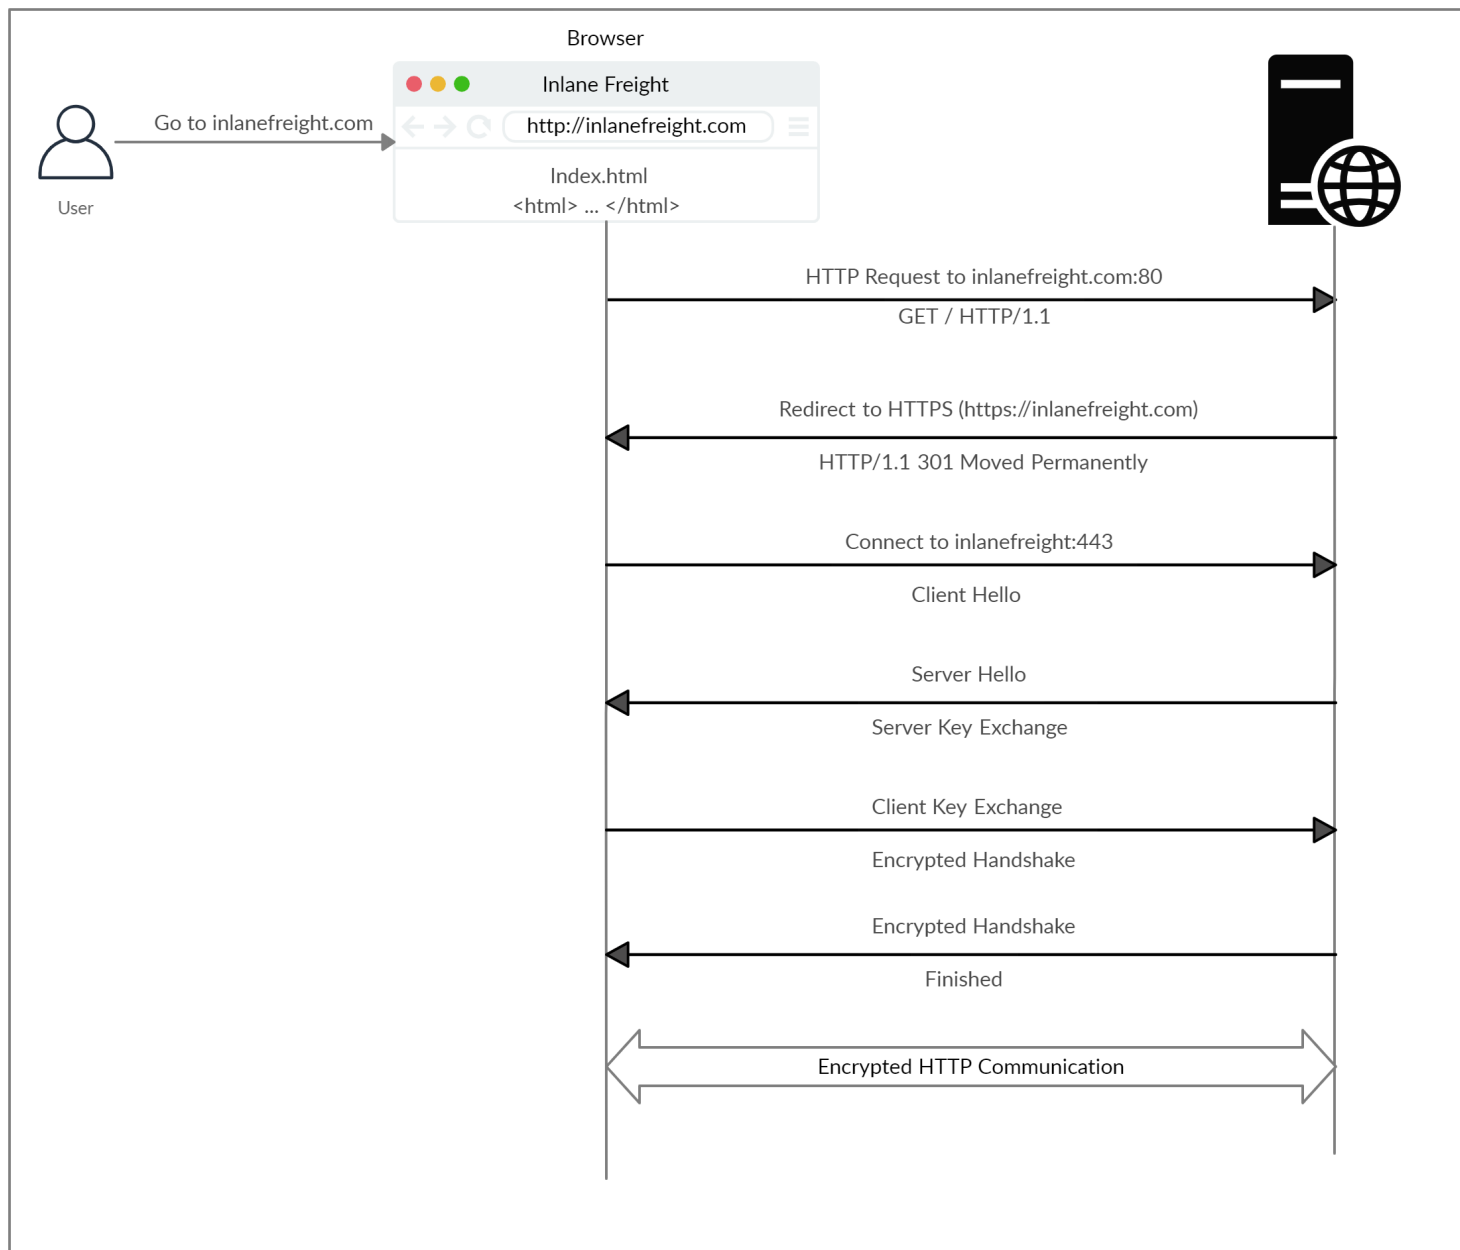 Browser
Inlane Freight
Go to inlanefreight.com
http://inlanefreight.com
Index.html
<html> ... </html>
User
HTTP Request to inlanefreight.com:80
GET / HTTP/1.1
Redirect to HTTPS (https://inlanefreight.com)
HTTP/1.1 301 Moved Permanently
Connect to inlanefreight:443
Client Hello
Server Hello
Server Key Exchange
Client Key Exchange
Encrypted Handshake
Encrypted Handshake
Finished
Encrypted HTTP Communication